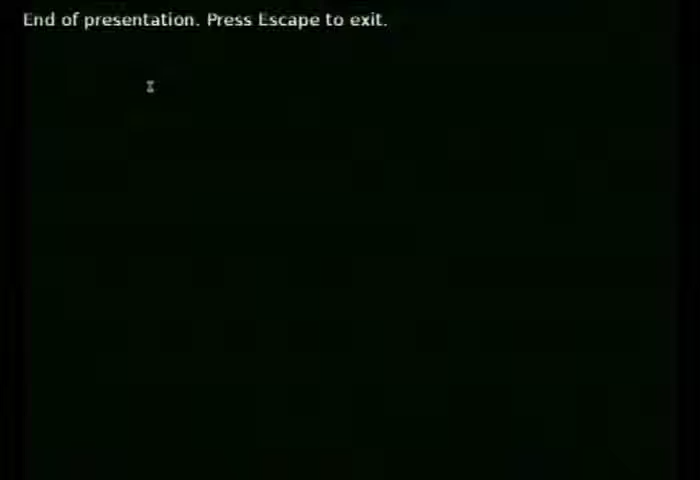 End of presentation. Press Escape to exit.